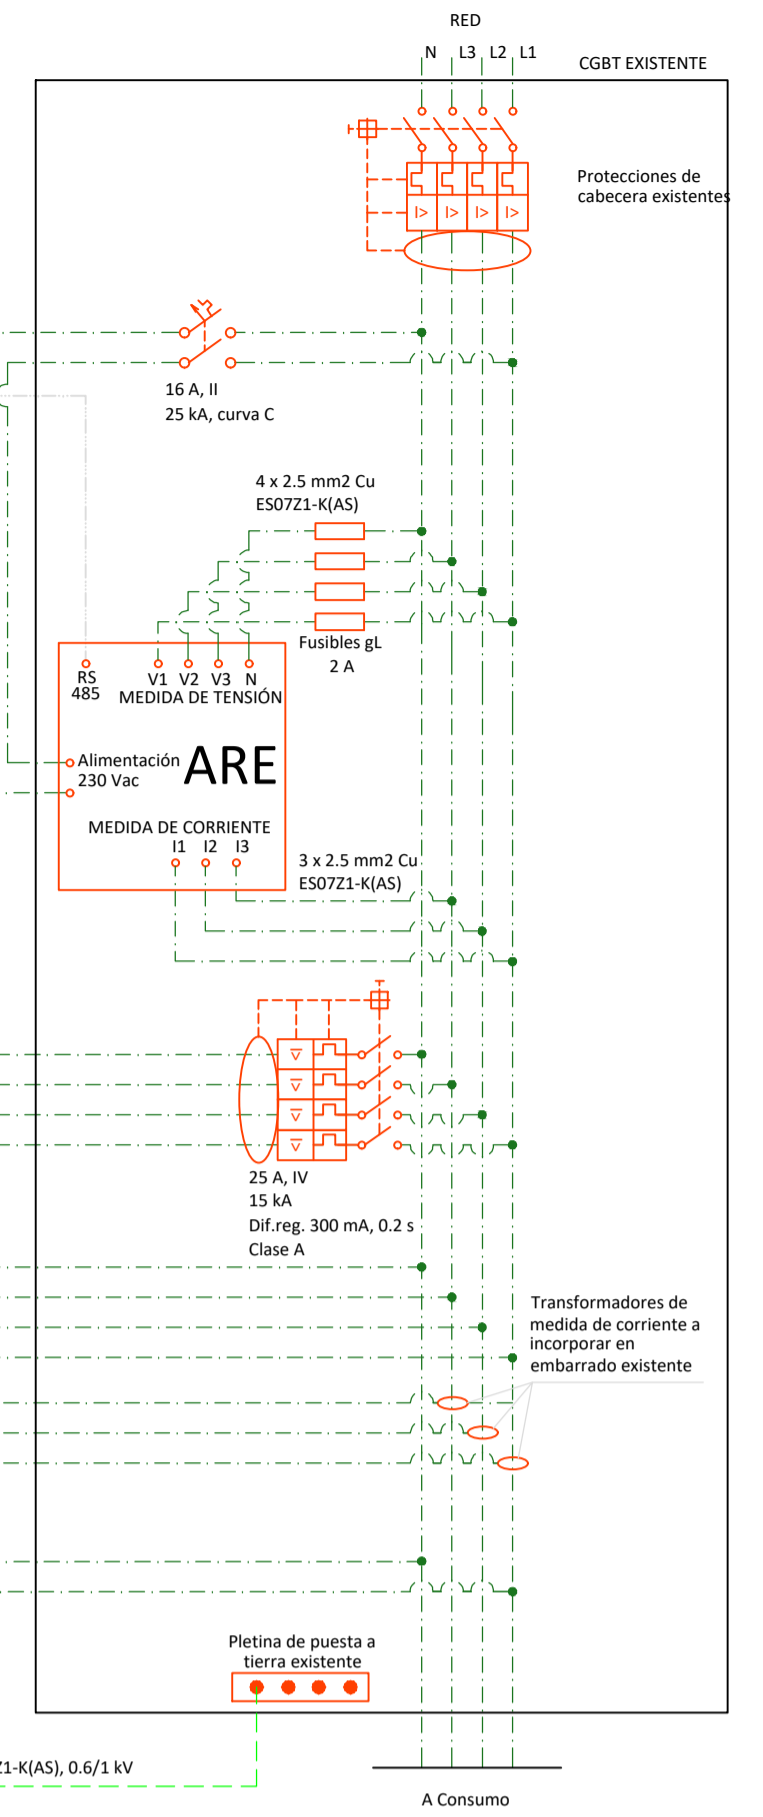 RED
N L3 L2 L1
CGBT EXISTENTE
Protecciones de
cabecera existentes
I> I> I> I>
16 A, II
25 kA, curva C
4 x 2.5 mm2 Cu
ES07Z1-K(AS)
Fusibles gL
2 A
RS
485
V1 V2 V3 N
MEDIDA DE TENSIÓN
Alimentación
230 Vac
ARE
MEDIDA DE CORRIENTE
I1 I2 I3
3 x 2.5 mm2 Cu
ES07Z1-K(AS)
25 A, IV
15 kA
Dif.reg. 300 mA, 0.2 s
Clase A
Transformadores de
medida de corriente a
incorporar en
embarrado existente
Pletina de puesta a
tierra existente
Z1-K(AS), 0.6/1 kV
A Consumo